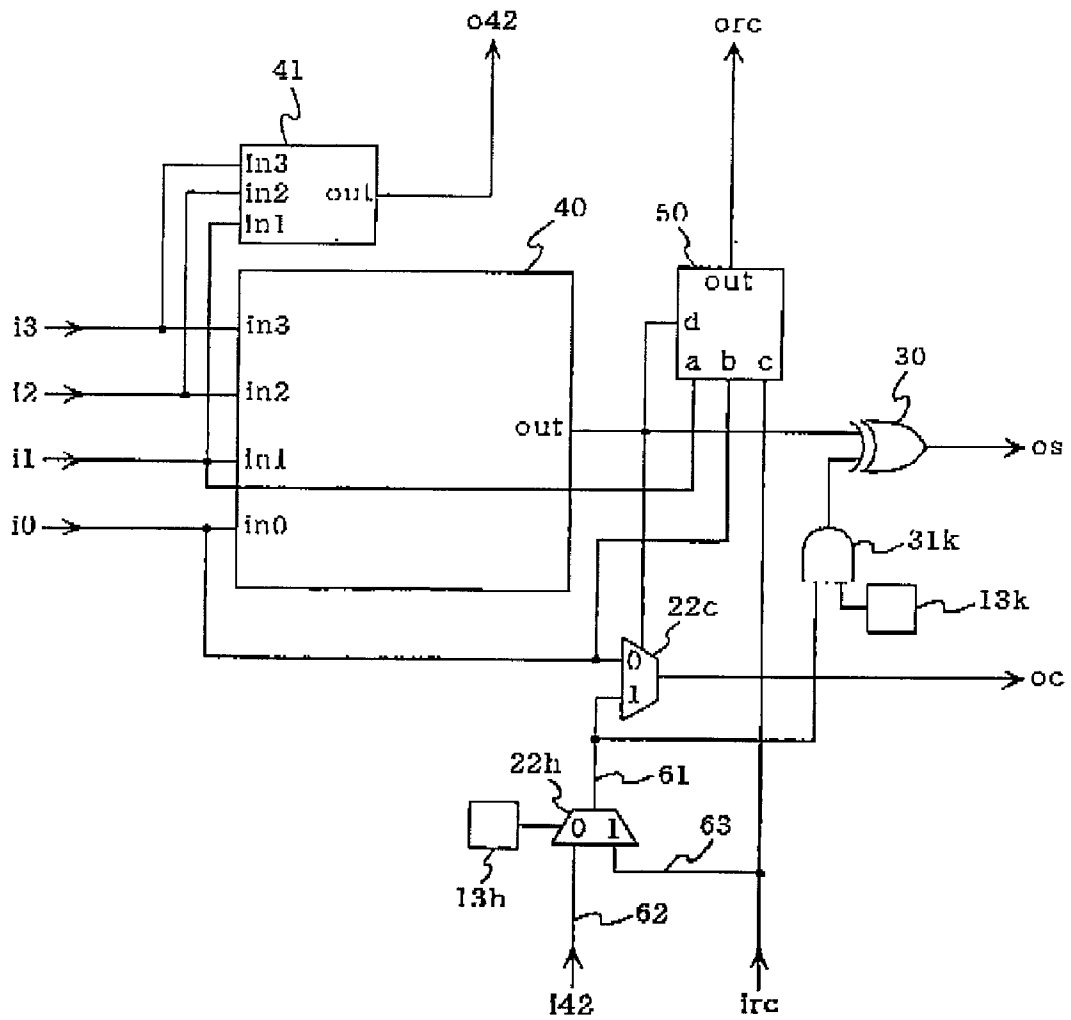 o42
orc
41
In3
in2
out
In1
40
50
out
i3
in3
d
a b c
30
i2
in2
out
os
i1
In1
i0
in0
31k
13k
22c
0
oc
1
22h
61
0 1
63
13h
62
i42
irc